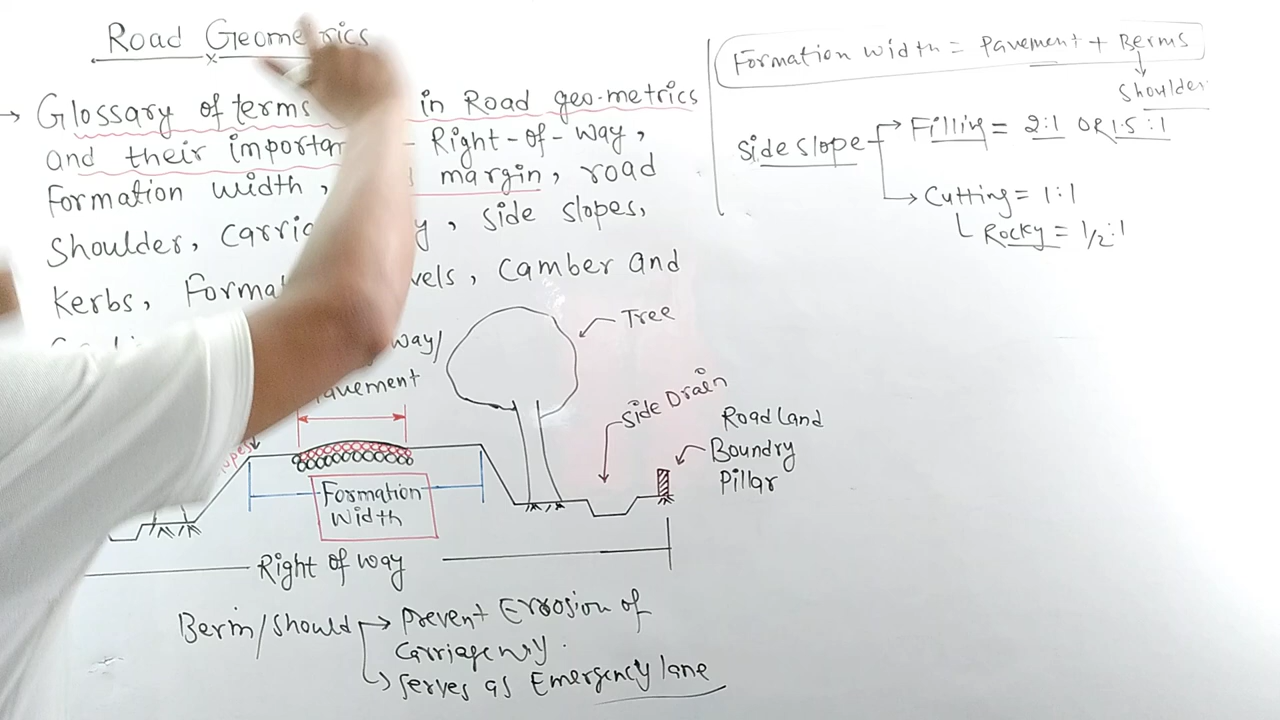 Road Geometrics
→ Glossary of terms in Road geo-metrics
and their importan - Right-of-way,
Formation width, margin, road
Shoulder, carria y, side slopes,
Kerbs, Forma vels, camber and
way/
avement
Tree
Side Drain
Road Land
Boundry
Pillar
opes
Formation
Width
Right of way
Berm/Should → Prevent Errosion of
Carriageway.
→ Serves as Emergency lane
Formation width = Pavement + Berms
Shoulder
Side slope → Filling = 2:1 OR 1.5:1
→ Cutting = 1:1
Rocky = 1/2:1